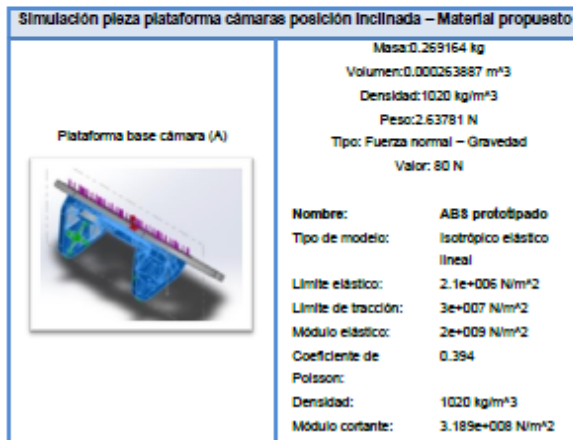 Simulación pieza plataforma cámaras posición inclinada – Material propuesto
Plataforma base cámara (A)
Masa:0.269164 kg
Volumen:0.000263887 m^3
Densidad:1020 kg/m^3
Peso:2.63781 N
Tipo: Fuerza normal – Gravedad
Valor: 80 N
Nombre: ABS prototipado
Tipo de modelo: Isotrópico elástico
lineal
Límite elástico: 2.1e+006 N/m^2
Límite de tracción: 3e+007 N/m^2
Módulo elástico: 2e+009 N/m^2
Coeficiente de 0.394
Poisson:
Densidad: 1020 kg/m^3
Módulo cortante: 3.189e+008 N/m^2